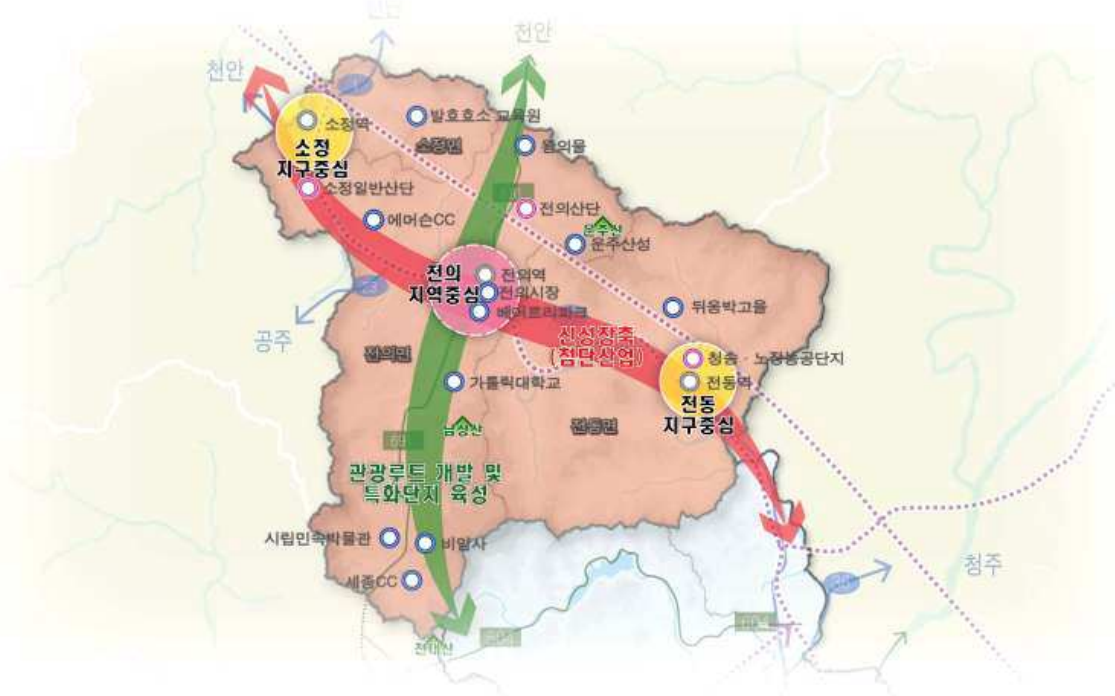 천안
천안
소정역
발효효소 교육원
소정면
소정
지구중심
소정일반산단
에머슨CC
전의산단
운주산
운주산성
전의
지역중심
전의역
전의시장
베어트리파크
뒤웅박고을
공주
신성장축
(첨단산업)
전의면
청송 · 노장농공단지
전동역
전동
지구중심
가톨릭대학교
전동면
관광루트 개발 및
특화단지 육성
시립민속박물관
비암사
세종CC
청주